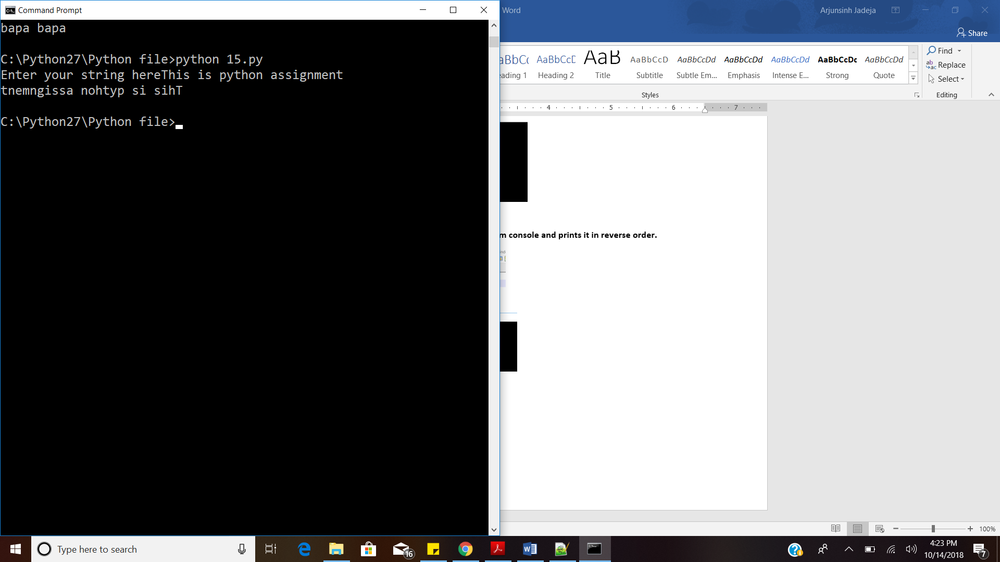 Command Prompt
Word
Arjunsinh Jadeja
Share
bapa bapa
C:\Python27\Python file>python 15.py
Enter your string hereThis is python assignment
tnemngissa nohtyp si sihT
C:\Python27\Python file>
aBbCc AaBbCcD AaB AaBbCcD AaBbCcDd AaBbCcDd AaBbCcDd AaBbCcDc AaBbCcDd
eading 1 Heading 2 Title Subtitle Subtle Em... Emphasis Intense E... Strong Quote
Styles
Find
Replace
Select
Editing
4 5 6 7
m console and prints it in reverse order.
100%
Type here to search
16
4:23 PM
10/14/2018
7